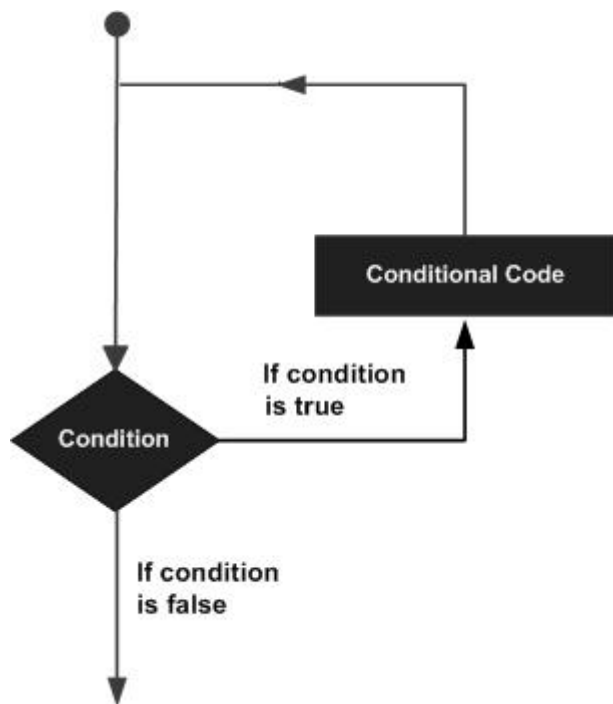 Conditional Code
If condition
is true
Condition
If condition
is false